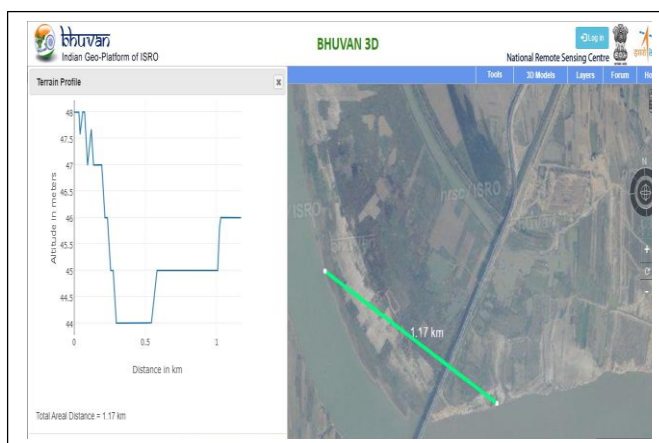 bhuvan
Indian Geo-Platform of ISRO
BHUVAN 3D
Log in
National Remote Sensing Centre
Tools
3D Models
Layers
Forum
Terrain Profile
x
48
47.5
47
46.5
46
45.5
45
44.5
44
Altitude in meters
0
0.5
1
Distance in km
Total Areal Distance = 1.17 km
1.17 km
N
nrsc / ISRO
/ ISRO